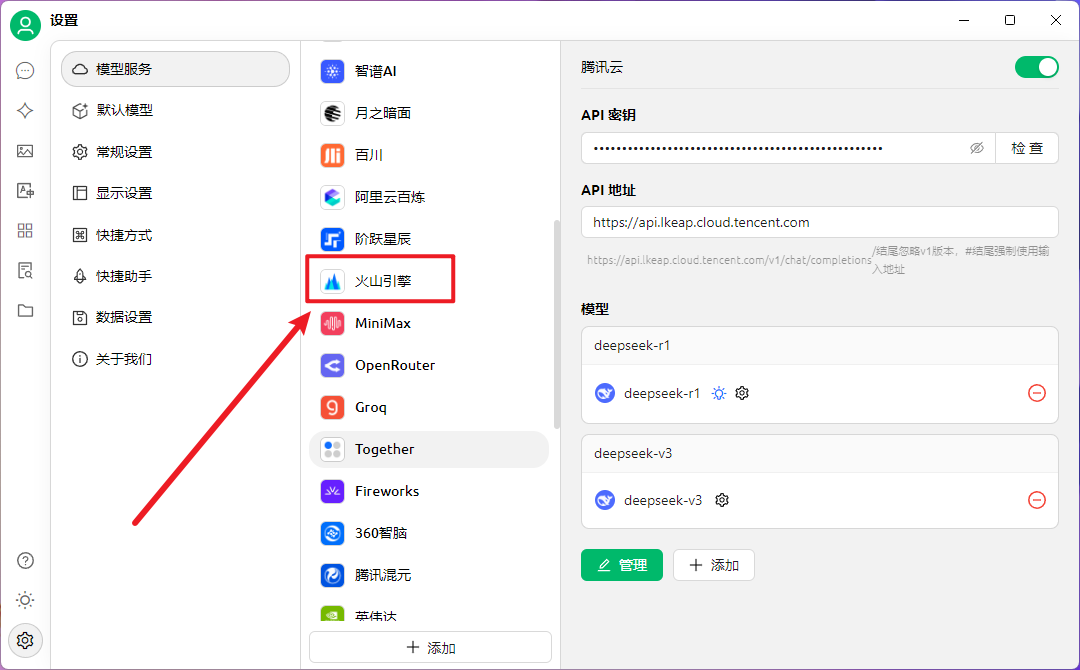 设置
模型服务
默认模型
常规设置
显示设置
快捷方式
快捷助手
数据设置
关于我们
智谱AI
月之暗面
百川
阿里云百炼
阶跃星辰
火山引擎
MiniMax
OpenRouter
Groq
Together
Fireworks
360智脑
腾讯混元
英伟达
添加
腾讯云
API 密钥
检 查
API 地址
https://api.lkeap.cloud.tencent.com
https://api.lkeap.cloud.tencent.com/v1/chat/completions
/结尾忽略v1版本，#结尾强制使用输
入地址
模型
deepseek-r1
deepseek-r1
deepseek-v3
deepseek-v3
管理
添加